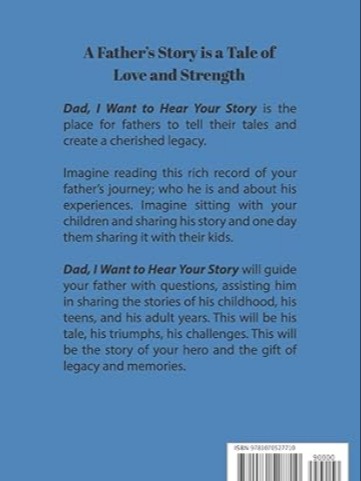 A Father's Story is a Tale of
Love and Strength
Dad, I Want to Hear Your Story is the
place for fathers to tell their tales and
create a cherished legacy.
Imagine reading this rich record of your
father's journey; who he is and about his
experiences. Imagine sitting with your
children and sharing his story and one day
them sharing it with their kids.
Dad, I Want to Hear Your Story will guide
your father with questions, assisting him
in sharing the stories of his childhood, his
teens, and his adult years. This will be his
tale, his triumphs, his challenges. This will
be the story of your hero and the gift of
legacy and memories.
ISBN 9781070527718
90000